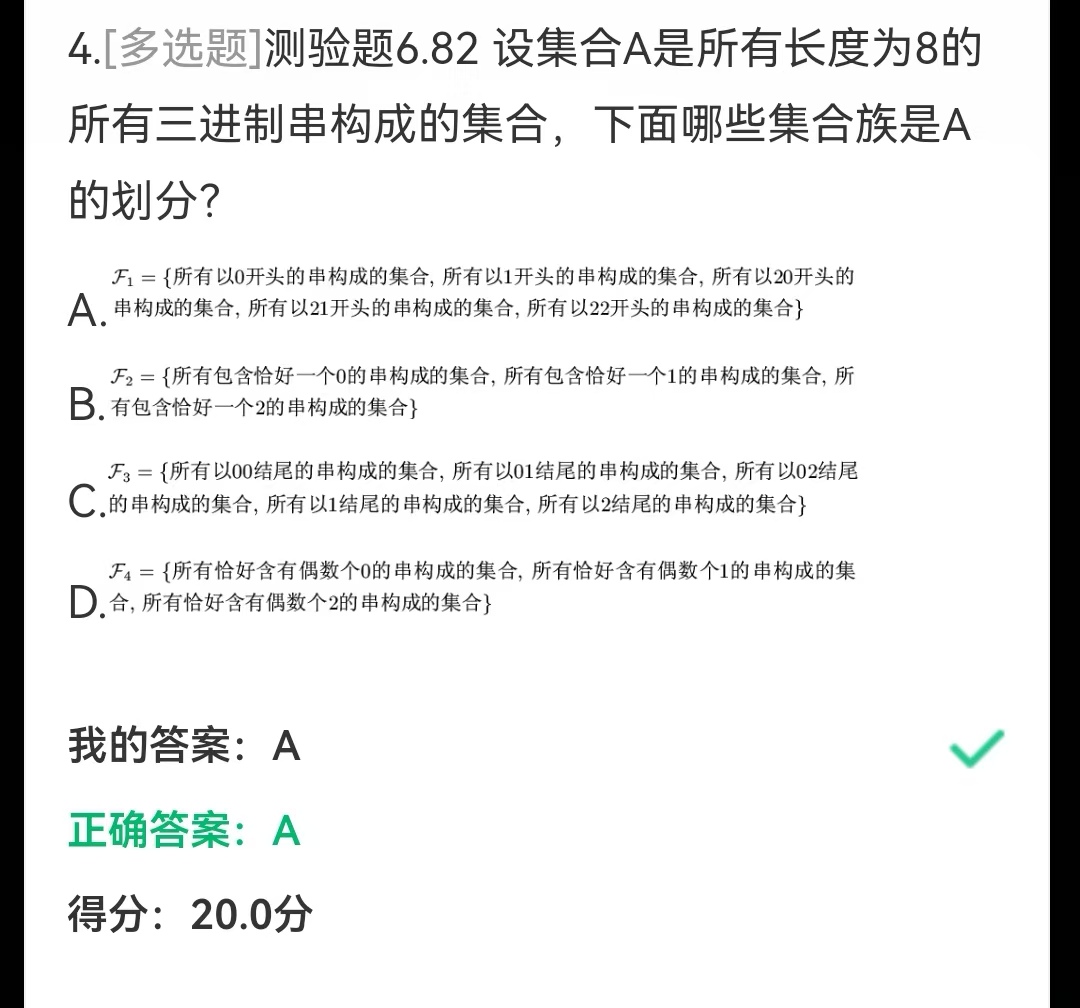 4.[多选题]测验题6.82 设集合A是所有长度为8的
所有三进制串构成的集合，下面哪些集合族是A
的划分？
A. ℱ₁ = {所有以0开头的串构成的集合, 所有以1开头的串构成的集合, 所有以20开头的
串构成的集合, 所有以21开头的串构成的集合, 所有以22开头的串构成的集合}
B. ℱ₂ = {所有包含恰好一个0的串构成的集合, 所有包含恰好一个1的串构成的集合, 所
有包含恰好一个2的串构成的集合}
C. ℱ₃ = {所有以00结尾的串构成的集合, 所有以01结尾的串构成的集合, 所有以02结尾
的串构成的集合, 所有以1结尾的串构成的集合, 所有以2结尾的串构成的集合}
D. ℱ₄ = {所有恰好含有偶数个0的串构成的集合, 所有恰好含有偶数个1的串构成的集
合, 所有恰好含有偶数个2的串构成的集合}
我的答案：A
正确答案：A
得分：20.0分